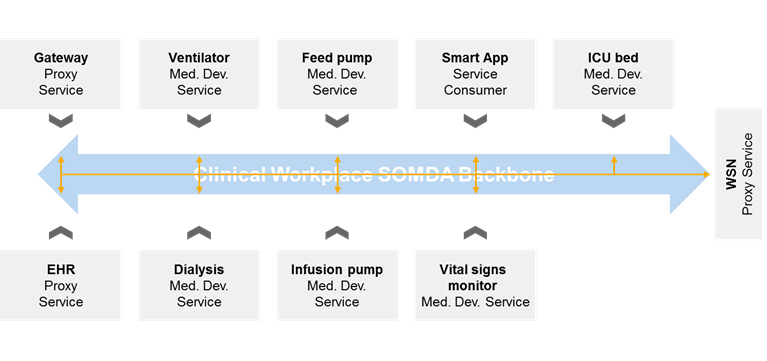 Gateway
Proxy
Service
Ventilator
Med. Dev.
Service
Feed pump
Med. Dev.
Service
Smart App
Service
Consumer
ICU bed
Med. Dev.
Service
WSN
Proxy Service
Clinical Workplace SOMDA Backbone
EHR
Proxy
Service
Dialysis
Med. Dev.
Service
Infusion pump
Med. Dev.
Service
Vital signs
monitor
Med. Dev. Service